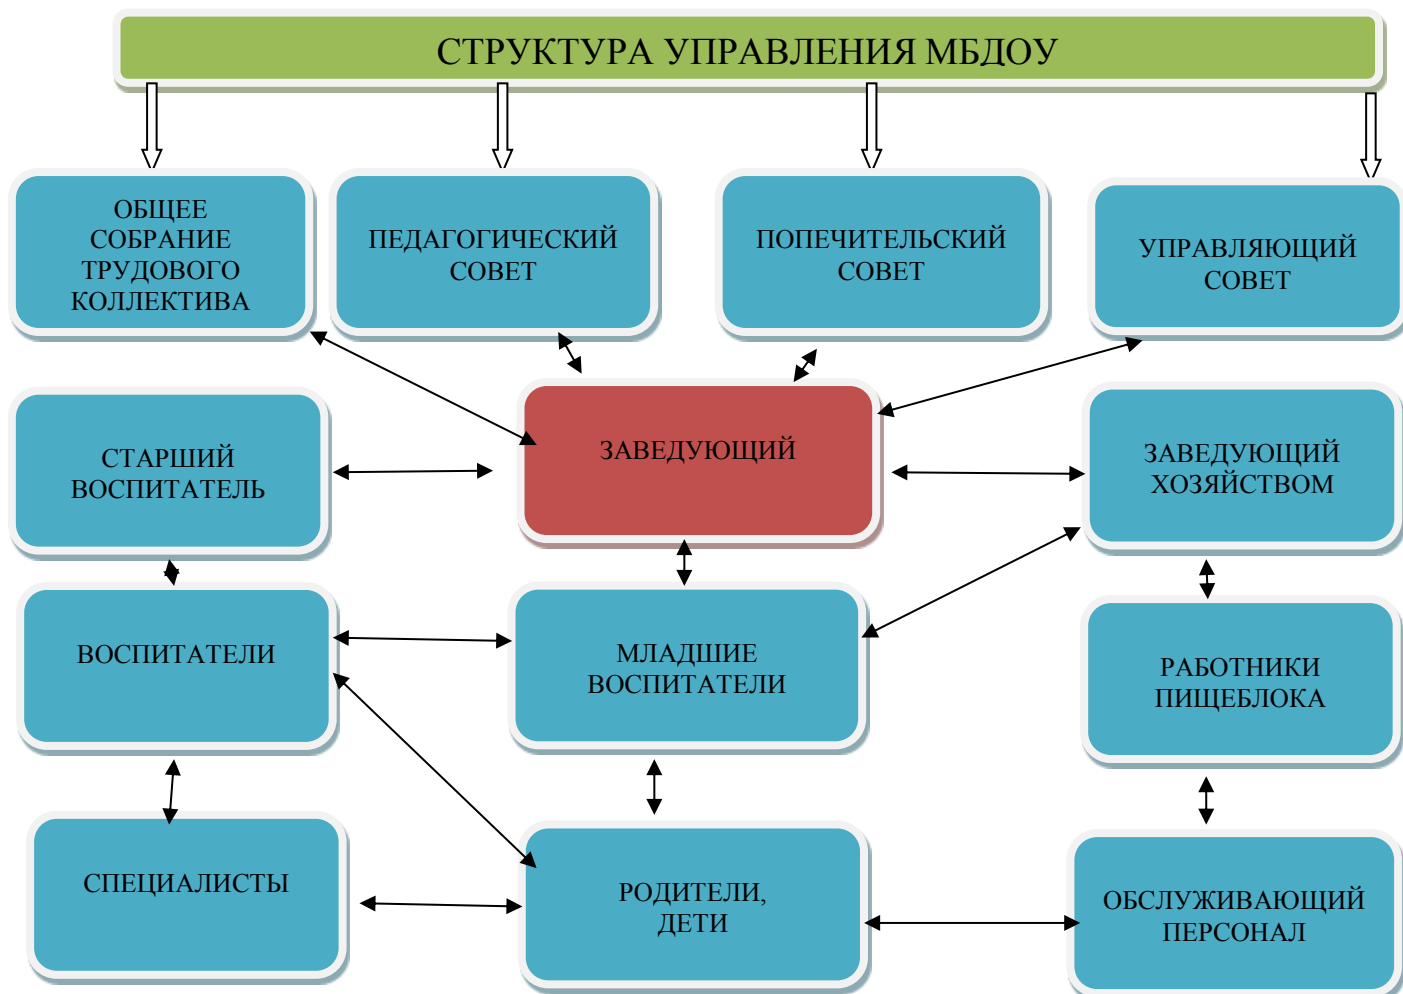 СТРУКТУРА УПРАВЛЕНИЯ МБДОУ
ОБЩЕЕ
СОБРАНИЕ
ТРУДОВОГО
КОЛЛЕКТИВА
ПЕДАГОГИЧЕСКИЙ
СОВЕТ
ПОПЕЧИТЕЛЬСКИЙ
СОВЕТ
УПРАВЛЯЮЩИЙ
СОВЕТ
СТАРШИЙ
ВОСПИТАТЕЛЬ
ЗАВЕДУЮЩИЙ
ЗАВЕДУЮЩИЙ
ХОЗЯЙСТВОМ
ВОСПИТАТЕЛИ
МЛАДШИЕ
ВОСПИТАТЕЛИ
РАБОТНИКИ
ПИЩЕБЛОКА
СПЕЦИАЛИСТЫ
РОДИТЕЛИ,
ДЕТИ
ОБСЛУЖИВАЮЩИЙ
ПЕРСОНАЛ